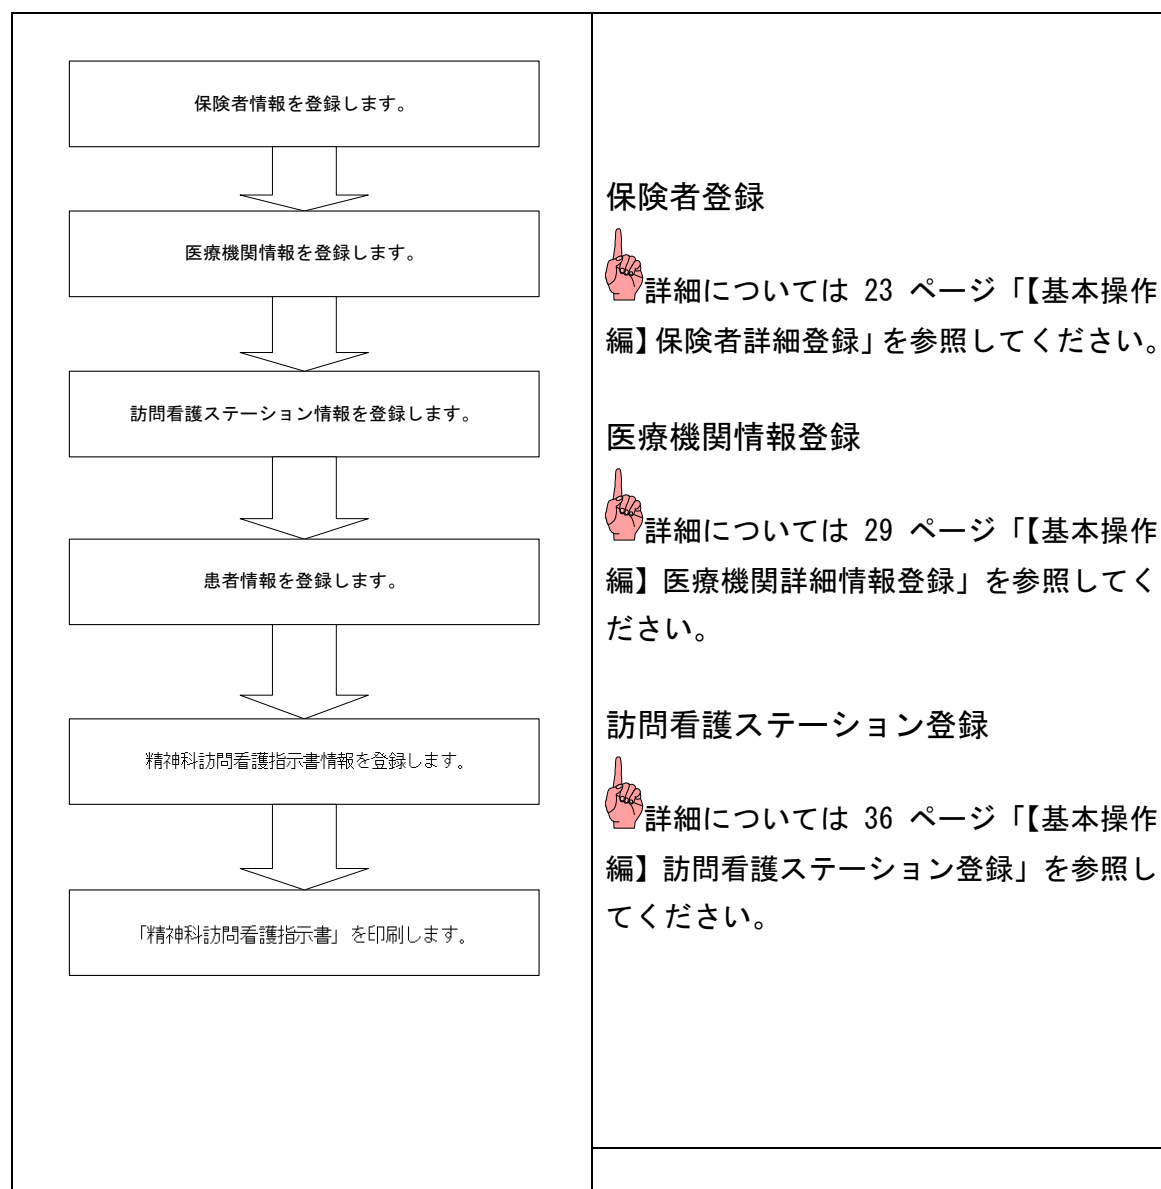 保険者情報を登録します。
医療機関情報を登録します。
訪問看護ステーション情報を登録します。
患者情報を登録します。
精神科訪問看護指示書情報を登録します。
「精神科訪問看護指示書」を印刷します。
保険者登録
詳細については 23 ページ「【基本操作
編】保険者詳細登録」を参照してください。
医療機関情報登録
詳細については 29 ページ「【基本操作
編】医療機関詳細情報登録」を参照してく
ださい。
訪問看護ステーション登録
詳細については 36 ページ「【基本操作
編】訪問看護ステーション登録」を参照し
てください。